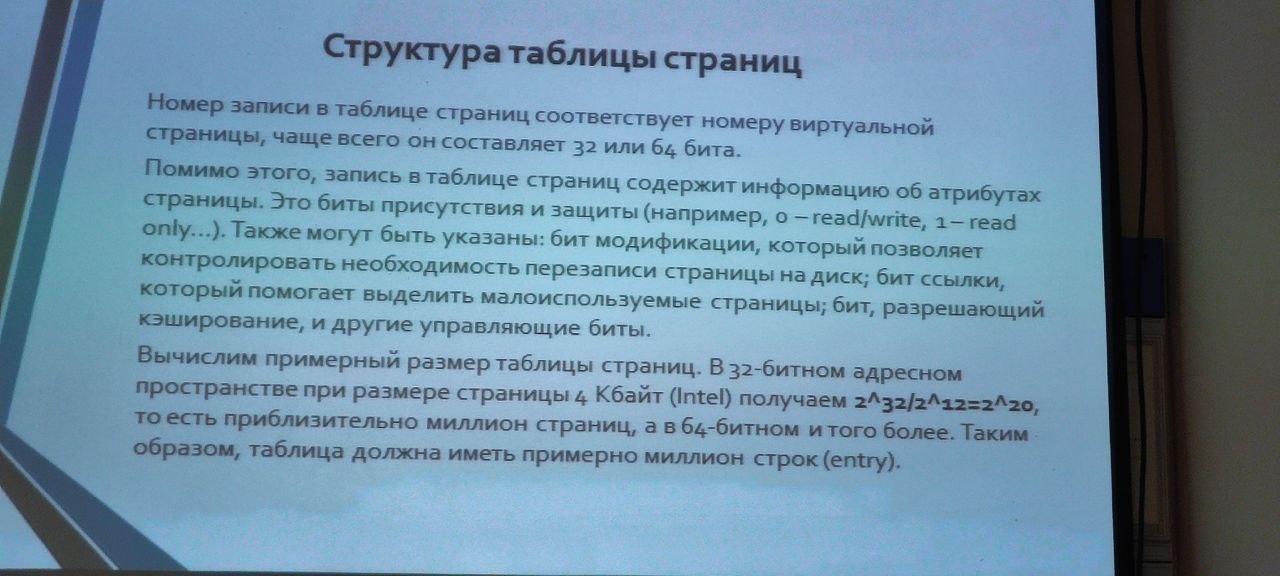 Структура таблицы страниц
Номер записи в таблице страниц соответствует номеру виртуальной
страницы, чаще всего он составляет 32 или 64 бита.
Помимо этого, запись в таблице страниц содержит информацию об атрибутах
страницы. Это биты присутствия и защиты (например, 0 – read/write, 1 – read
only...). Также могут быть указаны: бит модификации, который позволяет
контролировать необходимость перезаписи страницы на диск; бит ссылки,
который помогает выделить малоиспользуемые страницы; бит, разрешающий
кэширование, и другие управляющие биты.
Вычислим примерный размер таблицы страниц. В 32-битном адресном
пространстве при размере страницы 4 Кбайт (Intel) получаем 2^32/2^12=2^20,
то есть приблизительно миллион страниц, а в 64-битном и того более. Таким
образом, таблица должна иметь примерно миллион строк (entry).